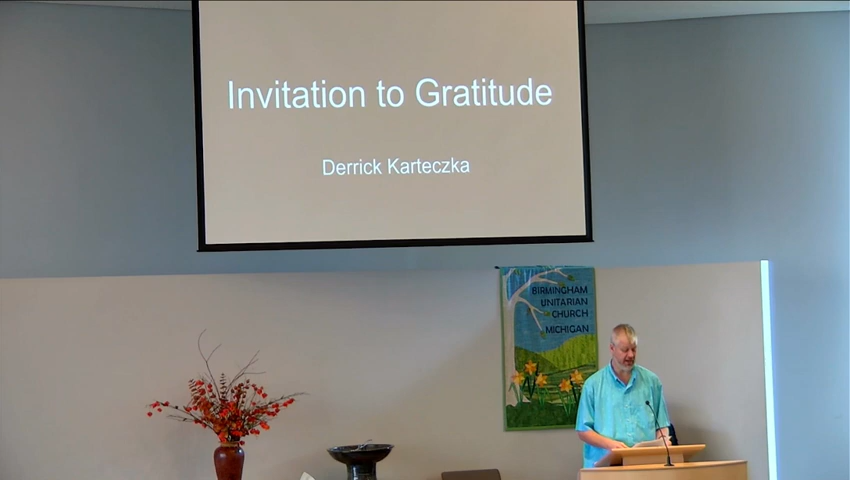 Invitation to Gratitude
Derrick Karteczka
BIRMINGHAM
UNITARIAN
CHURCH
MICHIGAN